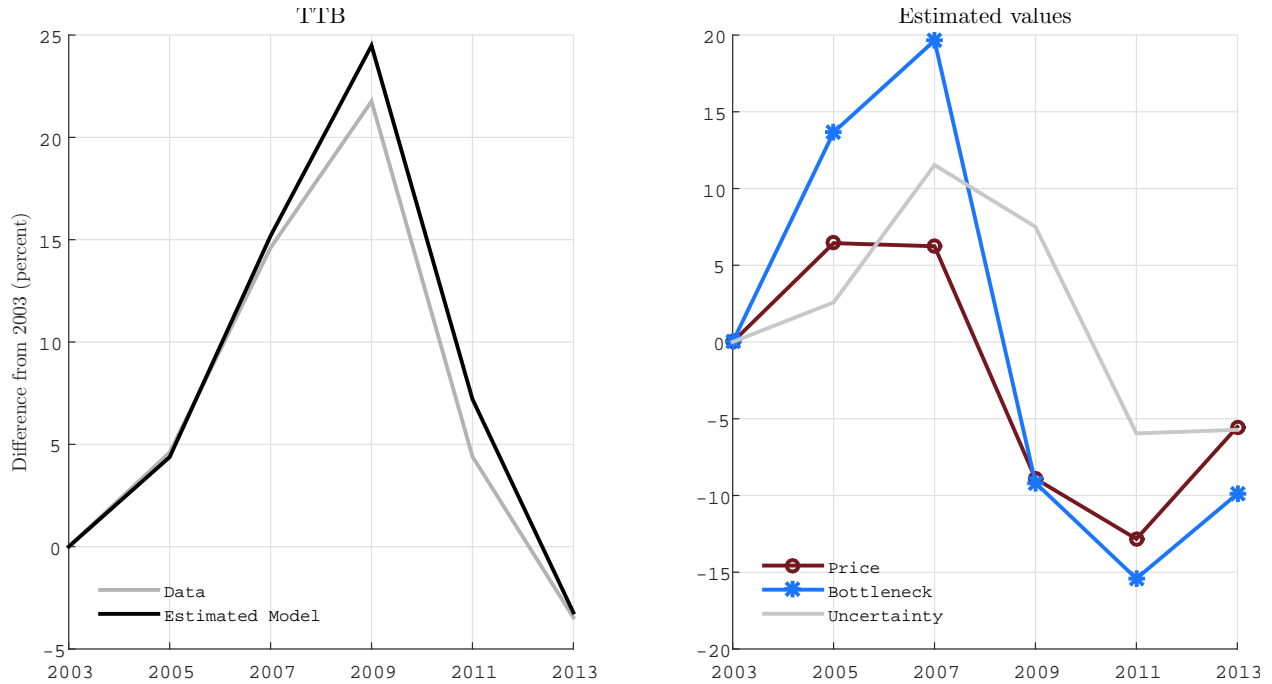 TTB
Difference from 2003 (percent)
25
20
15
10
5
0
-5
2003 2005 2007 2009 2011 2013
Data
Estimated Model
Estimated values
20
15
10
5
0
-5
-10
-15
-20
2003 2005 2007 2009 2011 2013
Price
Bottleneck
Uncertainty